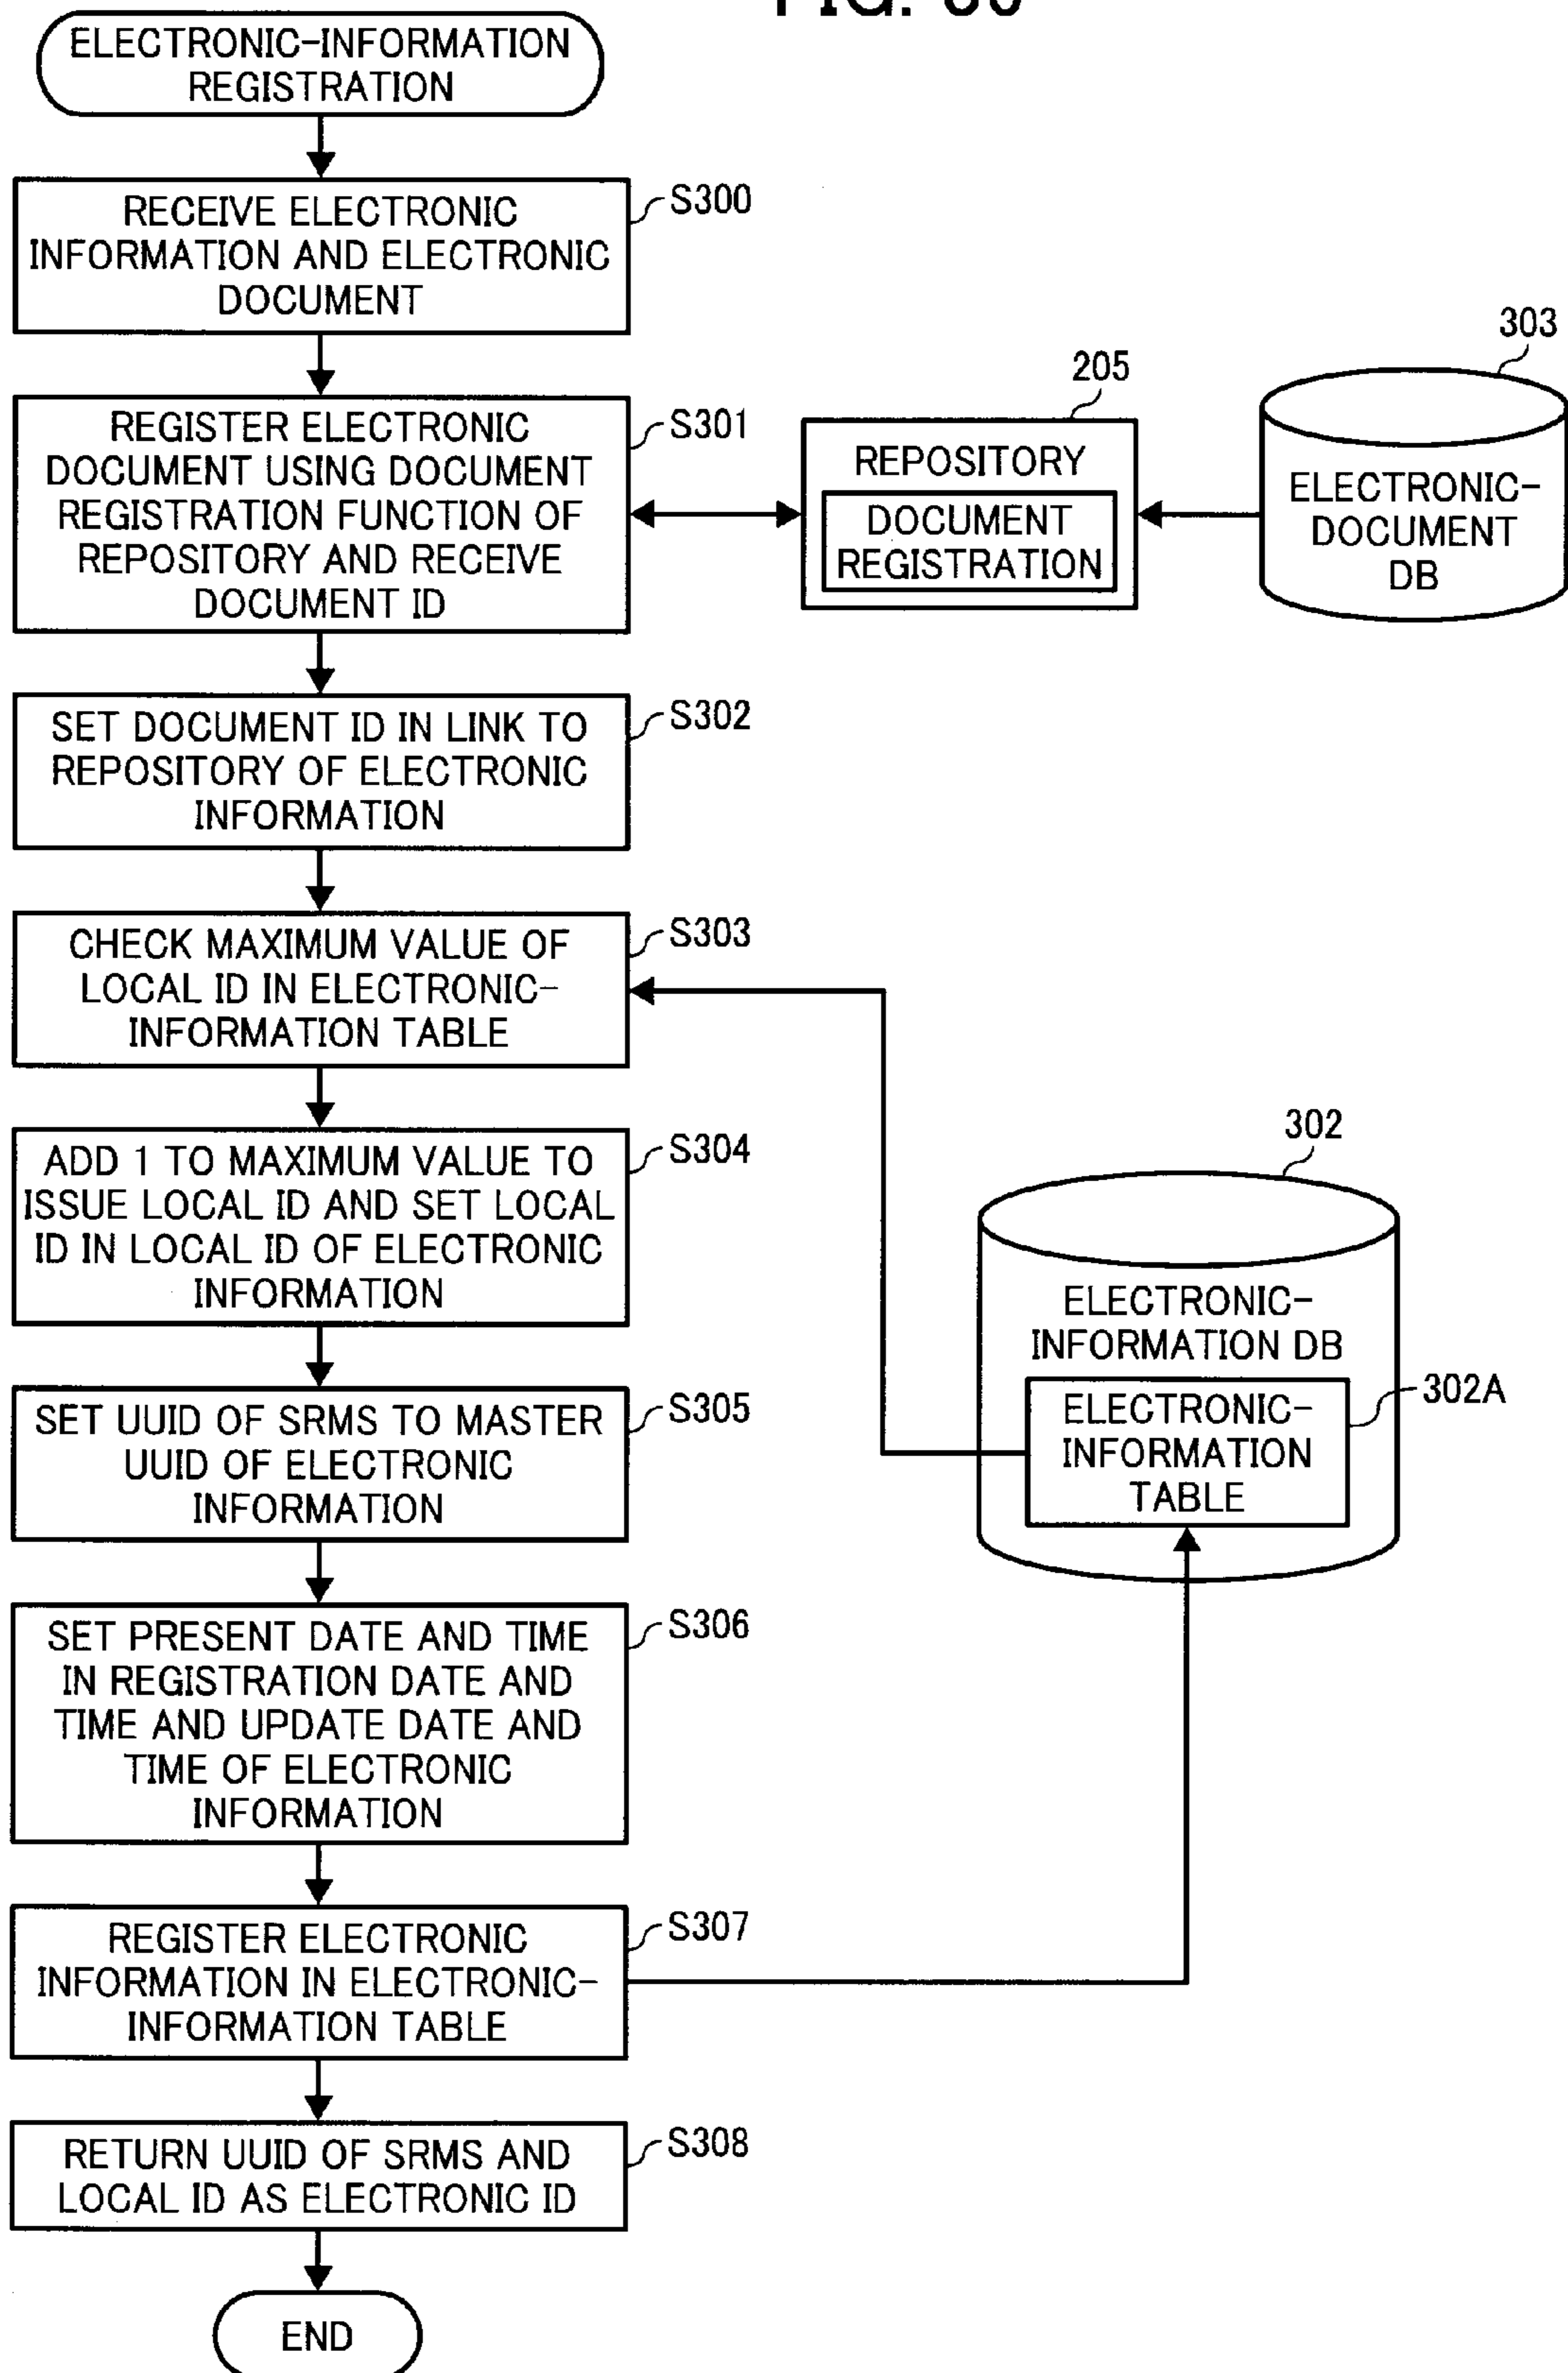 ELECTRONIC-INFORMATION
REGISTRATION
RECEIVE ELECTRONIC
INFORMATION AND ELECTRONIC
DOCUMENT
S300
REGISTER ELECTRONIC
DOCUMENT USING DOCUMENT
REGISTRATION FUNCTION OF
REPOSITORY AND RECEIVE
DOCUMENT ID
S301
205
REPOSITORY
DOCUMENT
REGISTRATION
303
ELECTRONIC-
DOCUMENT
DB
SET DOCUMENT ID IN LINK TO
REPOSITORY OF ELECTRONIC
INFORMATION
S302
CHECK MAXIMUM VALUE OF
LOCAL ID IN ELECTRONIC-
INFORMATION TABLE
S303
ADD 1 TO MAXIMUM VALUE TO
ISSUE LOCAL ID AND SET LOCAL
ID IN LOCAL ID OF ELECTRONIC
INFORMATION
S304
302
ELECTRONIC-
INFORMATION DB
302A
ELECTRONIC-
INFORMATION
TABLE
SET UUID OF SRMS TO MASTER
UUID OF ELECTRONIC
INFORMATION
S305
SET PRESENT DATE AND TIME
IN REGISTRATION DATE AND
TIME AND UPDATE DATE AND
TIME OF ELECTRONIC
INFORMATION
S306
REGISTER ELECTRONIC
INFORMATION IN ELECTRONIC-
INFORMATION TABLE
S307
RETURN UUID OF SRMS AND
LOCAL ID AS ELECTRONIC ID
S308
END